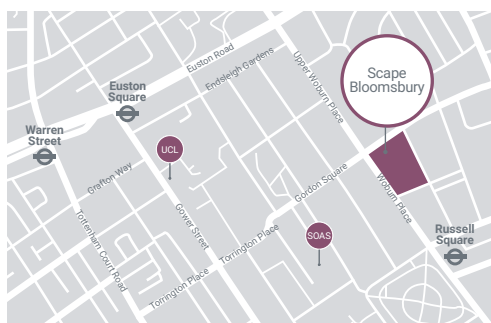 Euston Road
Endsleigh Gardens
Upper Woburn Place
Scape
Bloomsbury
Euston
Square
Warren
Street
UCL
Grafton Way
Gordon Square
Woburn Place
Gower Street
Tottenham Court Road
Torrington Place
SOAS
Russell
Square
Torrington Place